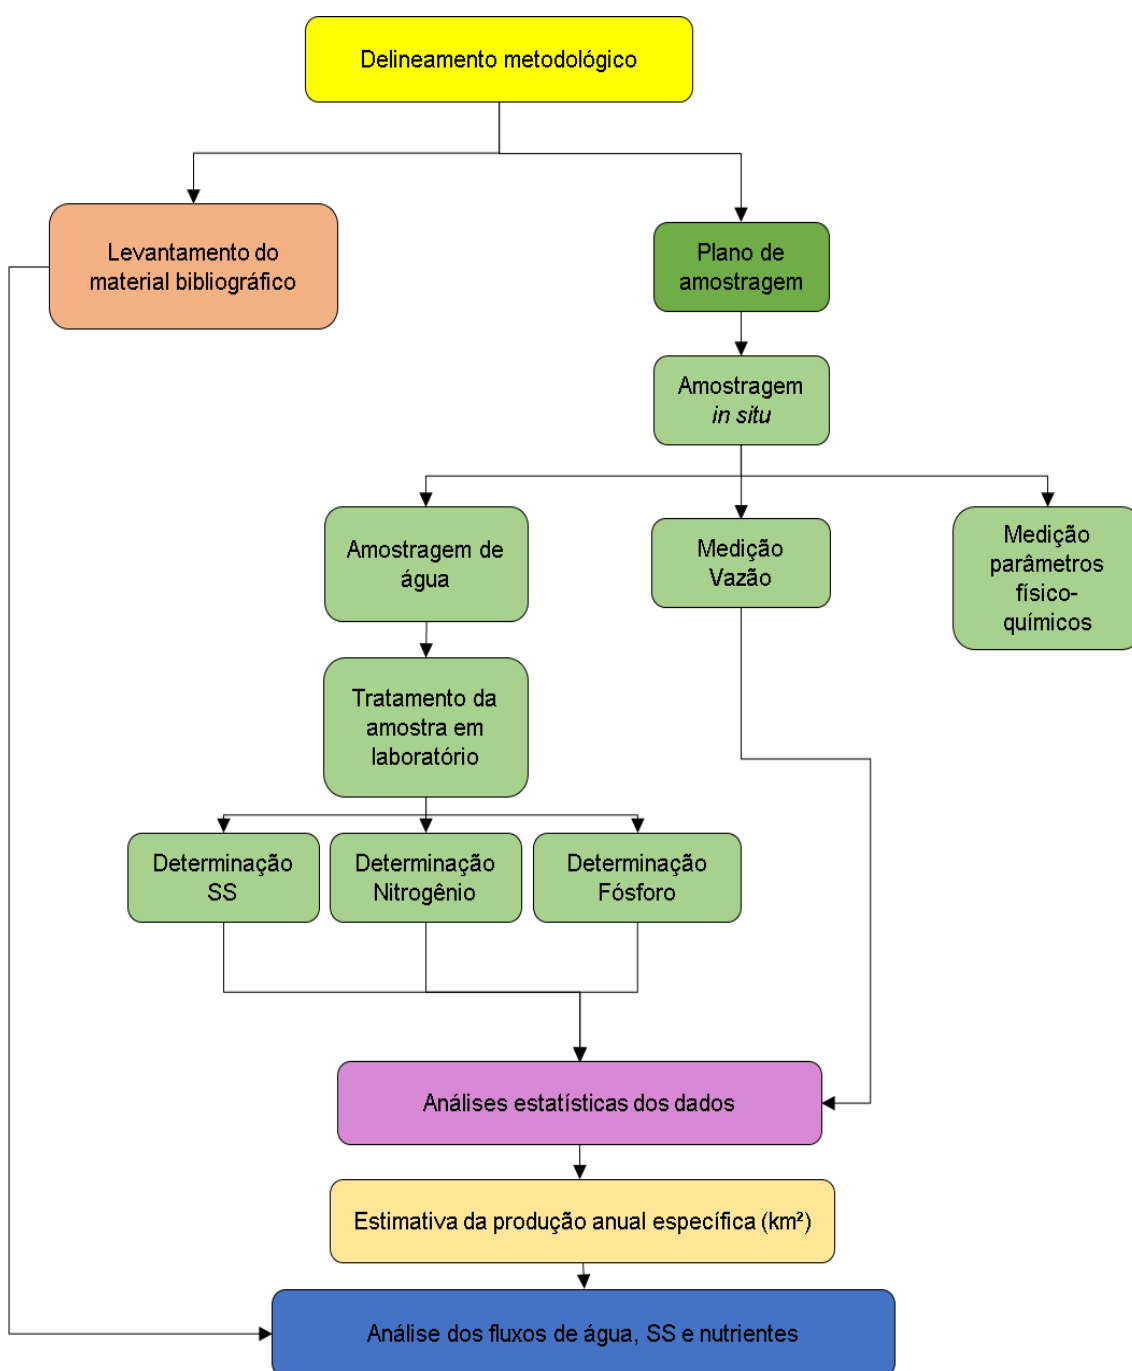 Delineamento metodológico
Levantamento do
material bibliográfico
Plano de
amostragem
Amostragem
in situ
Amostragem de
água
Medição
Vazão
Medição
parâmetros
físico-
químicos
Tratamento da
amostra em
laboratório
Determinação
SS
Determinação
Nitrogênio
Determinação
Fósforo
Análises estatísticas dos dados
Estimativa da produção anual específica (km²)
Análise dos fluxos de água, SS e nutrientes